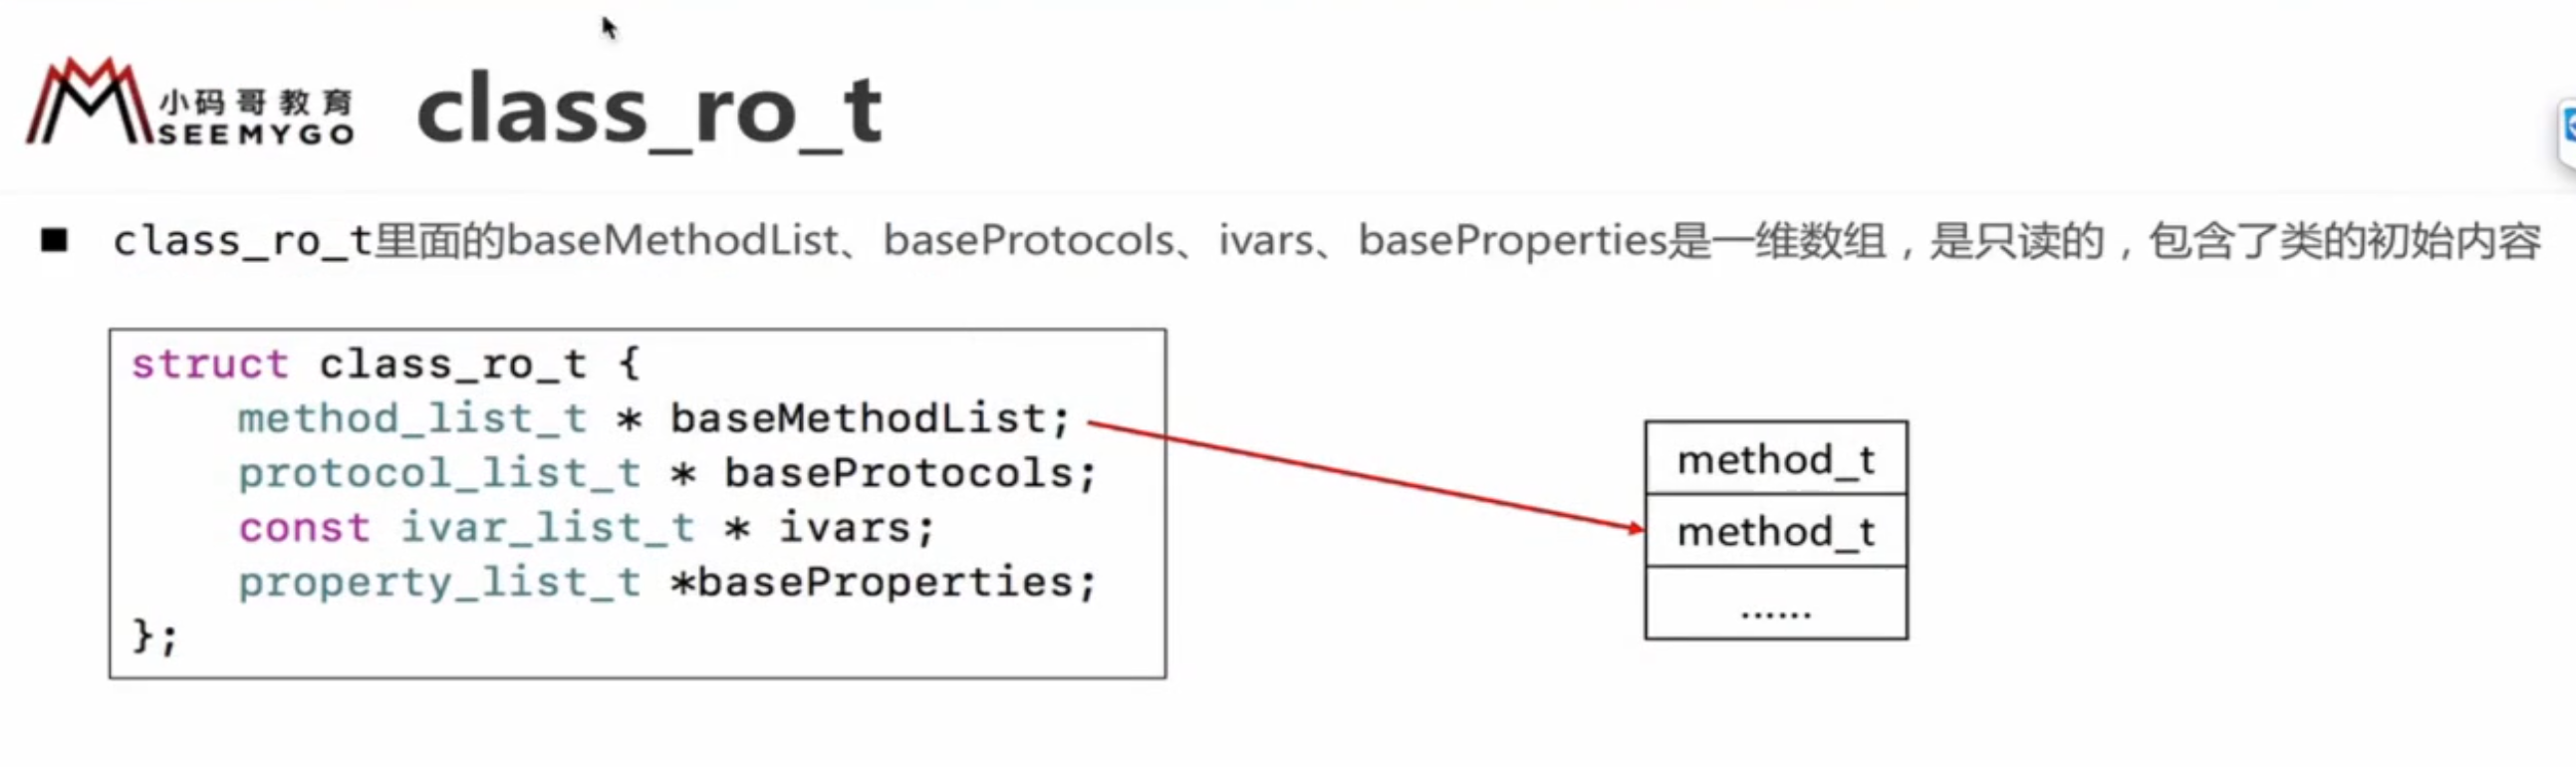 小码哥教育
SEEMYGO
class_ro_t
■ class_ro_t里面的baseMethodList、baseProtocols、ivars、baseProperties是一维数组，是只读的，包含了类的初始内容
struct class_ro_t {
method_list_t * baseMethodList;
protocol_list_t * baseProtocols;
const ivar_list_t * ivars;
property_list_t *baseProperties;
};
method_t
method_t
......